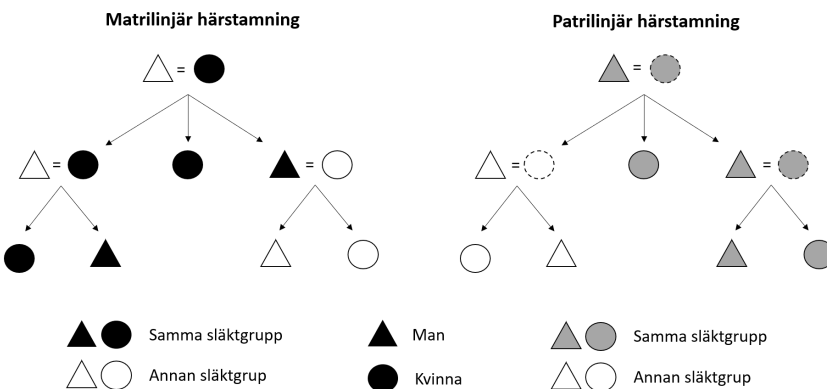 Matrilinjär härstamning
Patrilinjär härstamning
=
=
=
=
=
=
Samma släktgrupp
Man
Samma släktgrupp
Annan släktgrup
Kvinna
Annan släktgrup